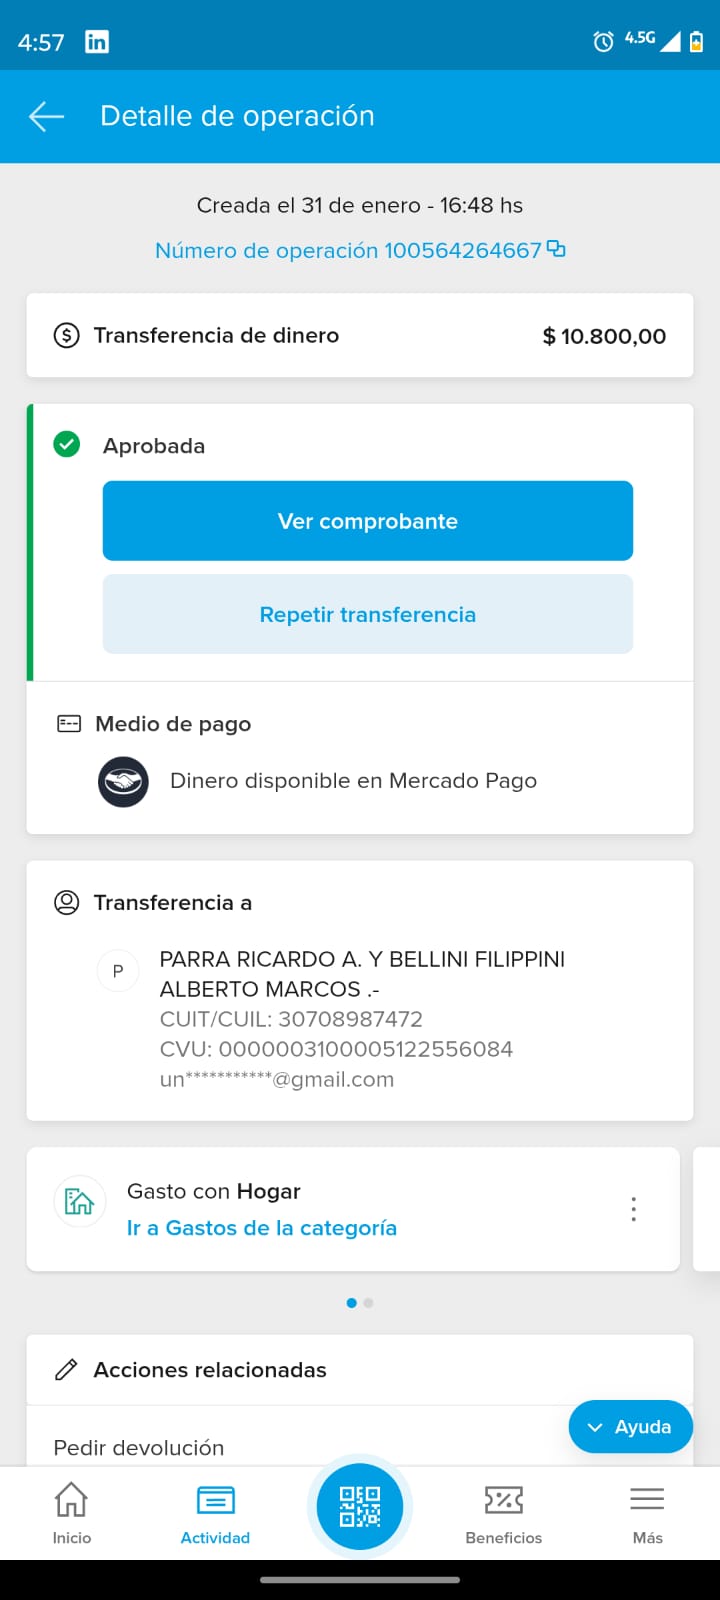 4:57 in 4.5G
Detalle de operación
Creada el 31 de enero - 16:48 hs
Número de operación 100564264667
Transferencia de dinero $ 10.800,00
Aprobada
Ver comprobante
Repetir transferencia
Medio de pago
Dinero disponible en Mercado Pago
Transferencia a
P
PARRA RICARDO A. Y BELLINI FILIPPINI
ALBERTO MARCOS .-
CUIT/CUIL: 30708987472
CVU: 0000003100005122556084
un***********@gmail.com
Gasto con Hogar
Ir a Gastos de la categoría
Acciones relacionadas
Ayuda
Pedir devolución
Inicio Actividad Beneficios Más